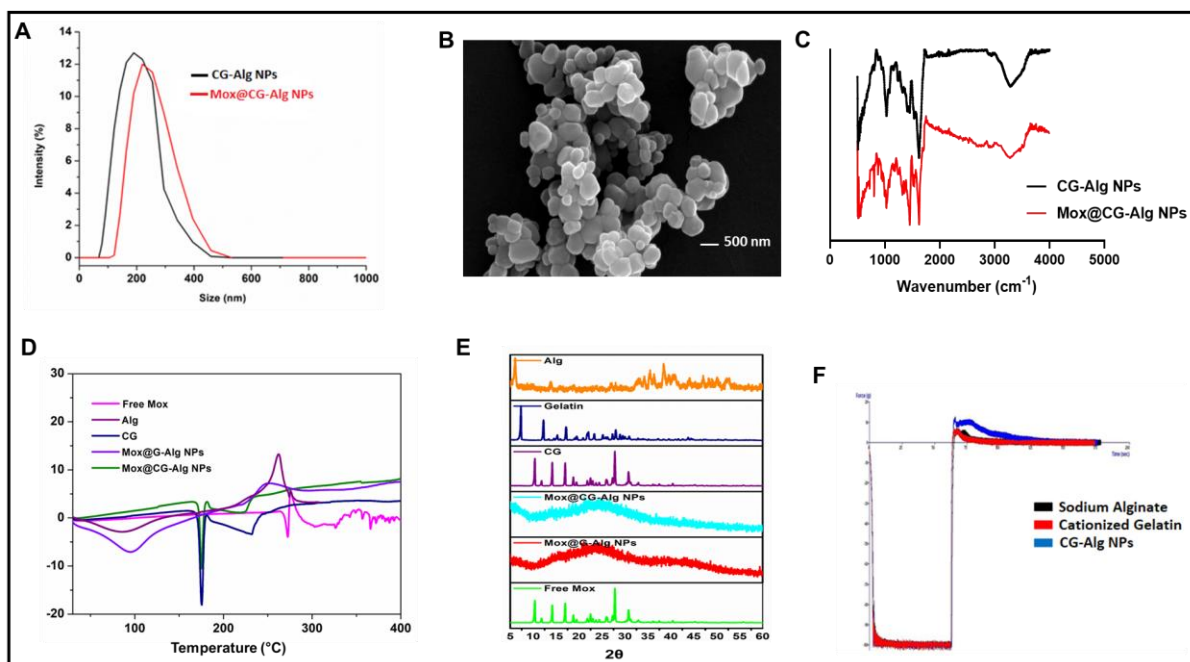 A
14
12
10
8
6
4
2
0
Intensity (%)
CG-Alg NPs
Mox@CG-Alg NPs
0 200 400 600 800 1000
Size (nm)
B
500 nm
C
CG-Alg NPs
Mox@CG-Alg NPs
0 1000 2000 3000 4000 5000
Wavenumber (cm-1)
D
30
20
10
0
-10
-20
Free Mox
Alg
CG
Mox@G-Alg NPs
Mox@CG-Alg NPs
100 200 300 400
Temperature (°C)
E
Alg
Gelatin
CG
Mox@CG-Alg NPs
Mox@G-Alg NPs
Free Mox
5 10 15 20 25 30 35 40 45 50 55 60
2θ
F
Force (g)
Time (sec)
Sodium Alginate
Cationized Gelatin
CG-Alg NPs